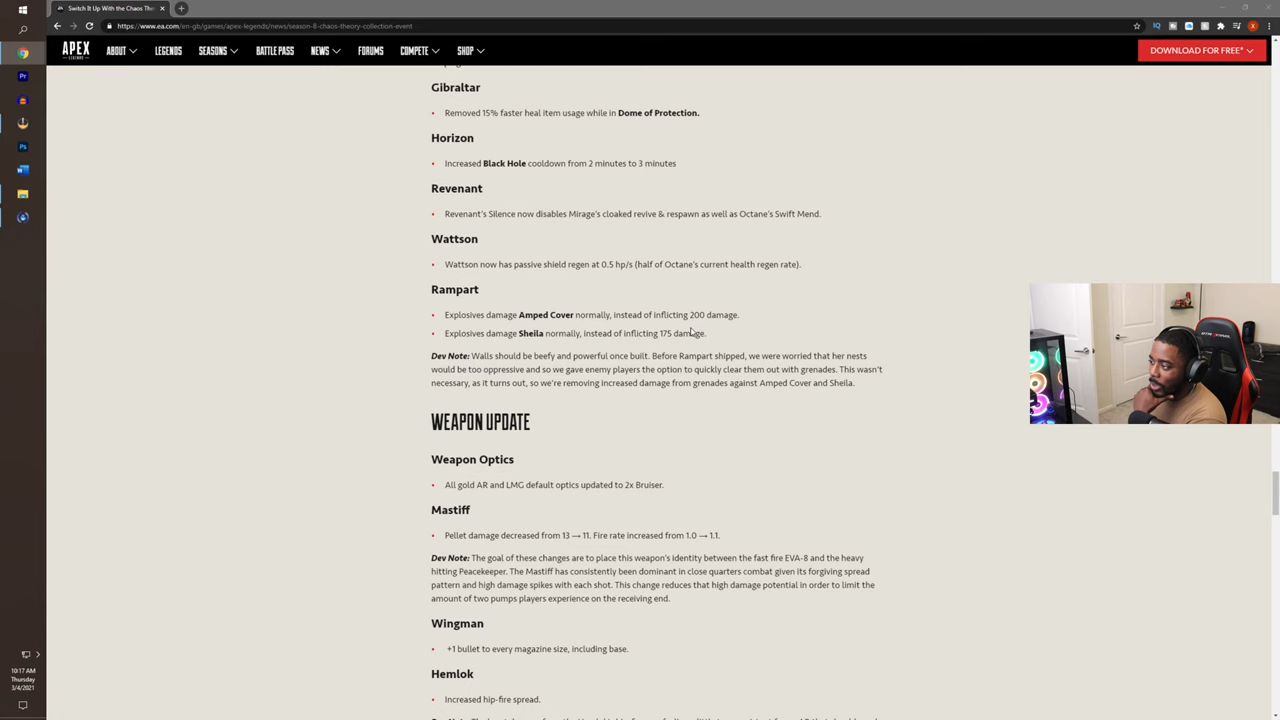 Switch It Up With the Chaos The
https://www.ea.com/en-gb/games/apex-legends/news/season-8-chaos-theory-collection-event
APEX
LEGENDS
ABOUT LEGENDS SEASONS BATTLE PASS NEWS FORUMS COMPETE SHOP
DOWNLOAD FOR FREE*
Gibraltar
• Removed 15% faster heal item usage while in Dome of Protection.
Horizon
• Increased Black Hole cooldown from 2 minutes to 3 minutes
Revenant
• Revenant's Silence now disables Mirage's cloaked revive & respawn as well as Octane's Swift Mend.
Wattson
• Wattson now has passive shield regen at 0.5 hp/s (half of Octane's current health regen rate).
Rampart
• Explosives damage Amped Cover normally, instead of inflicting 200 damage.
• Explosives damage Sheila normally, instead of inflicting 175 damage.
Dev Note: Walls should be beefy and powerful once built. Before Rampart shipped, we were worried that her nests
would be too oppressive and so we gave enemy players the option to quickly clear them out with grenades. This wasn't
necessary, as it turns out, so we're removing increased damage from grenades against Amped Cover and Sheila.
WEAPON UPDATE
Weapon Optics
• All gold AR and LMG default optics updated to 2x Bruiser.
Mastiff
• Pellet damage decreased from 13 → 11. Fire rate increased from 1.0 → 1.1.
Dev Note: The goal of these changes are to place this weapon's identity between the fast fire EVA-8 and the heavy
hitting Peacekeeper. The Mastiff has consistently been dominant in close quarters combat given its forgiving spread
pattern and high damage spikes with each shot. This change reduces that high damage potential in order to limit the
amount of two pumps players experience on the receiving end.
Wingman
• +1 bullet to every magazine size, including base.
Hemlok
• Increased hip-fire spread.
10:17 AM
Thursday
3/4/2021